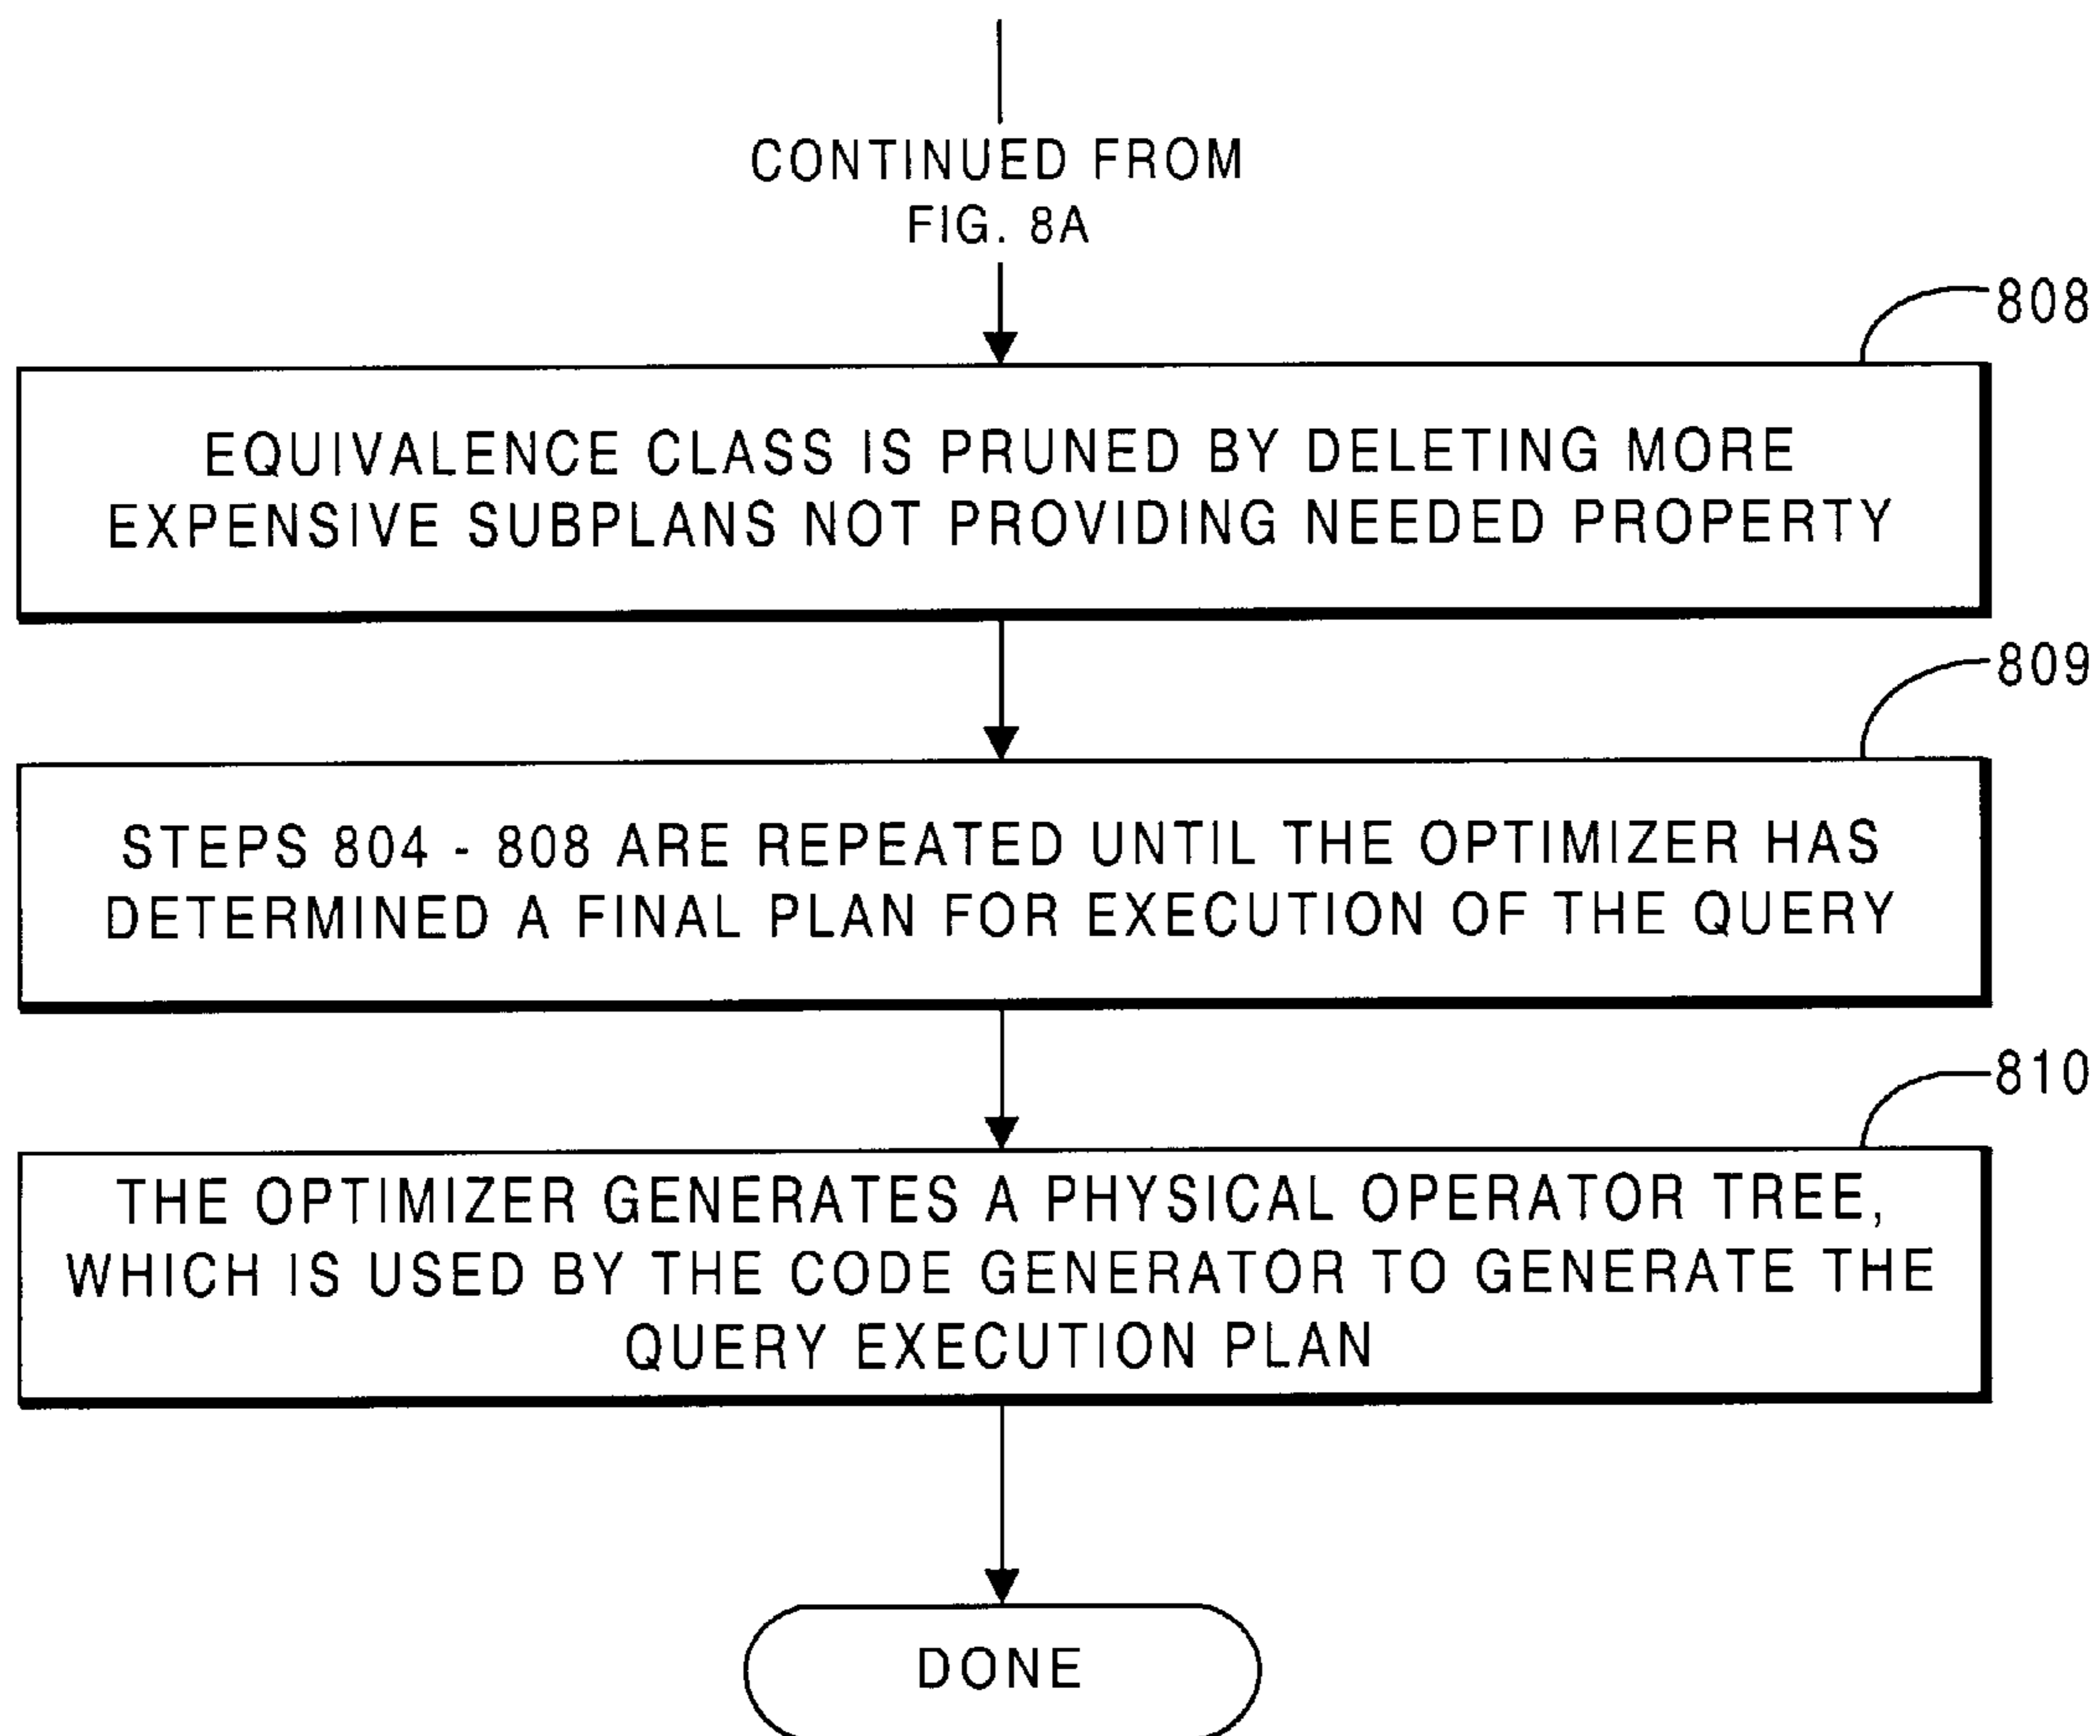 CONTINUED FROM
FIG. 8A
808
EQUIVALENCE CLASS IS PRUNED BY DELETING MORE
EXPENSIVE SUBPLANS NOT PROVIDING NEEDED PROPERTY
809
STEPS 804 - 808 ARE REPEATED UNTIL THE OPTIMIZER HAS
DETERMINED A FINAL PLAN FOR EXECUTION OF THE QUERY
810
THE OPTIMIZER GENERATES A PHYSICAL OPERATOR TREE,
WHICH IS USED BY THE CODE GENERATOR TO GENERATE THE
QUERY EXECUTION PLAN
DONE